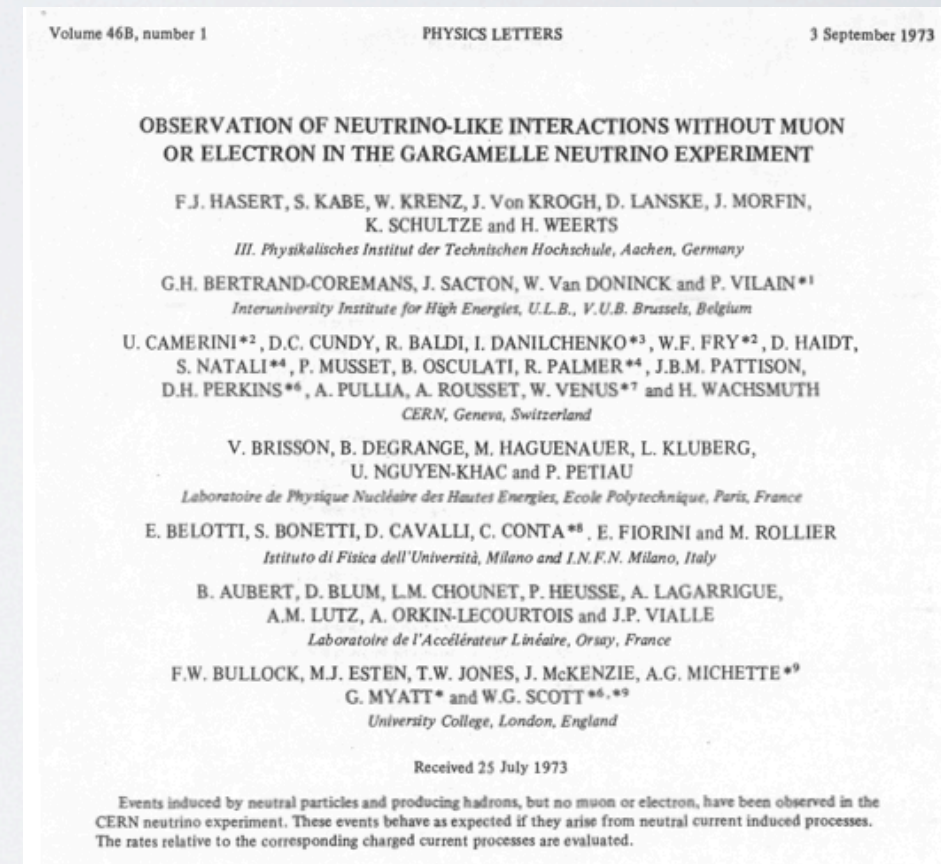 Volume 46B, number 1 PHYSICS LETTERS 3 September 1973
OBSERVATION OF NEUTRINO-LIKE INTERACTIONS WITHOUT MUON
OR ELECTRON IN THE GARGAMELLE NEUTRINO EXPERIMENT
F.J. HASERT, S. KABE, W. KRENZ, J. Von KROGH, D. LANSKE, J. MORFIN,
K. SCHULTZE and H. WEERTS
III. Physikalisches Institut der Technischen Hochschule, Aachen, Germany
G.H. BERTRAND-COREMANS, J. SACTON, W. Van DONINCK and P. VILAIN*1
Interuniversity Institute for High Energies, U.L.B., V.U.B. Brussels, Belgium
U. CAMERINI*2, D.C. CUNDY, R. BALDI, I. DANILCHENKO*3, W.F. FRY*2, D. HAIDT,
S. NATALI*4, P. MUSSET, B. OSCULATI, R. PALMER*4, J.B.M. PATTISON,
D.H. PERKINS*6, A. PULLIA, A. ROUSSET, W. VENUS*7 and H. WACHSMUTH
CERN, Geneva, Switzerland
V. BRISSON, B. DEGRANGE, M. HAGUENAUER, L. KLUBERG,
U. NGUYEN-KHAC and P. PETIAU
Laboratoire de Physique Nucléaire des Hautes Energies, Ecole Polytechnique, Paris, France
E. BELOTTI, S. BONETTI, D. CAVALLI, C. CONTA*8, E. FIORINI and M. ROLLIER
Istituto di Fisica dell'Università, Milano and I.N.F.N. Milano, Italy
B. AUBERT, D. BLUM, L.M. CHOUNET, P. HEUSSE, A. LAGARRIGUE,
A.M. LUTZ, A. ORKIN-LECOURTOIS and J.P. VIALLE
Laboratoire de l'Accélérateur Linéaire, Orsay, France
F.W. BULLOCK, M.J. ESTEN, T.W. JONES, J. McKENZIE, A.G. MICHETTE*9
G. MYATT* and W.G. SCOTT*6,*9
University College, London, England
Received 25 July 1973
Events induced by neutral particles and producing hadrons, but no muon or electron, have been observed in the
CERN neutrino experiment. These events behave as expected if they arise from neutral current induced processes.
The rates relative to the corresponding charged current processes are evaluated.